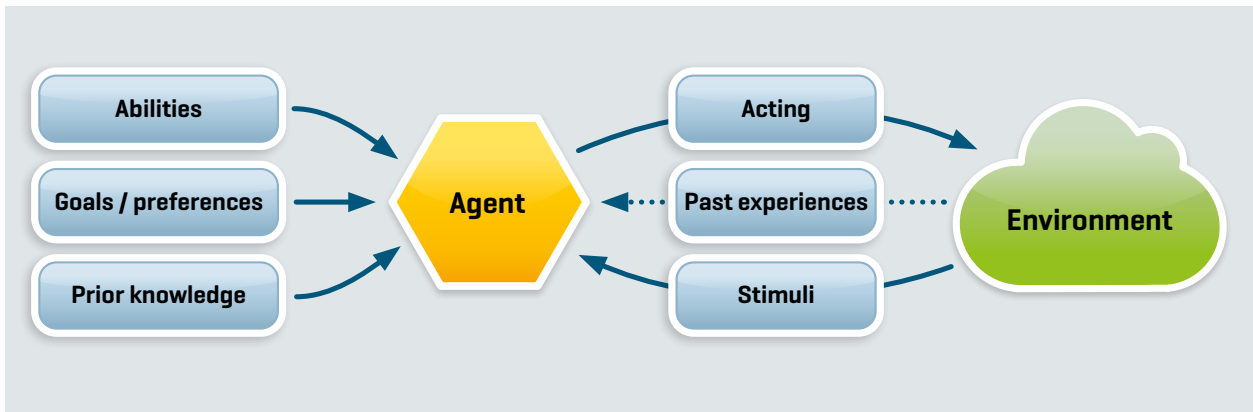 Abilities
Goals / preferences
Prior knowledge
Agent
Acting
Past experiences
Stimuli
Environment